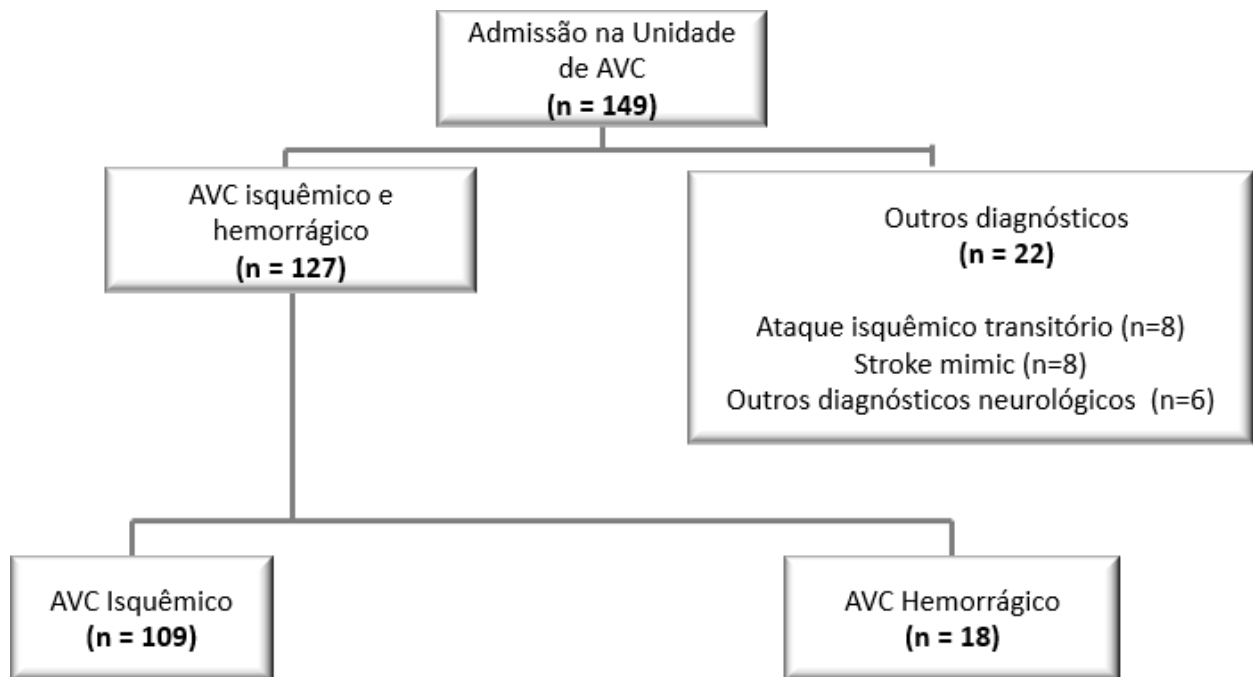 Admissão na Unidade
de AVC
(n = 149)
AVC isquêmico e
hemorrágico
(n = 127)
Outros diagnósticos
(n = 22)
Ataque isquêmico transitório (n=8)
Stroke mimic (n=8)
Outros diagnósticos neurológicos (n=6)
AVC Isquêmico
(n = 109)
AVC Hemorrágico
(n = 18)